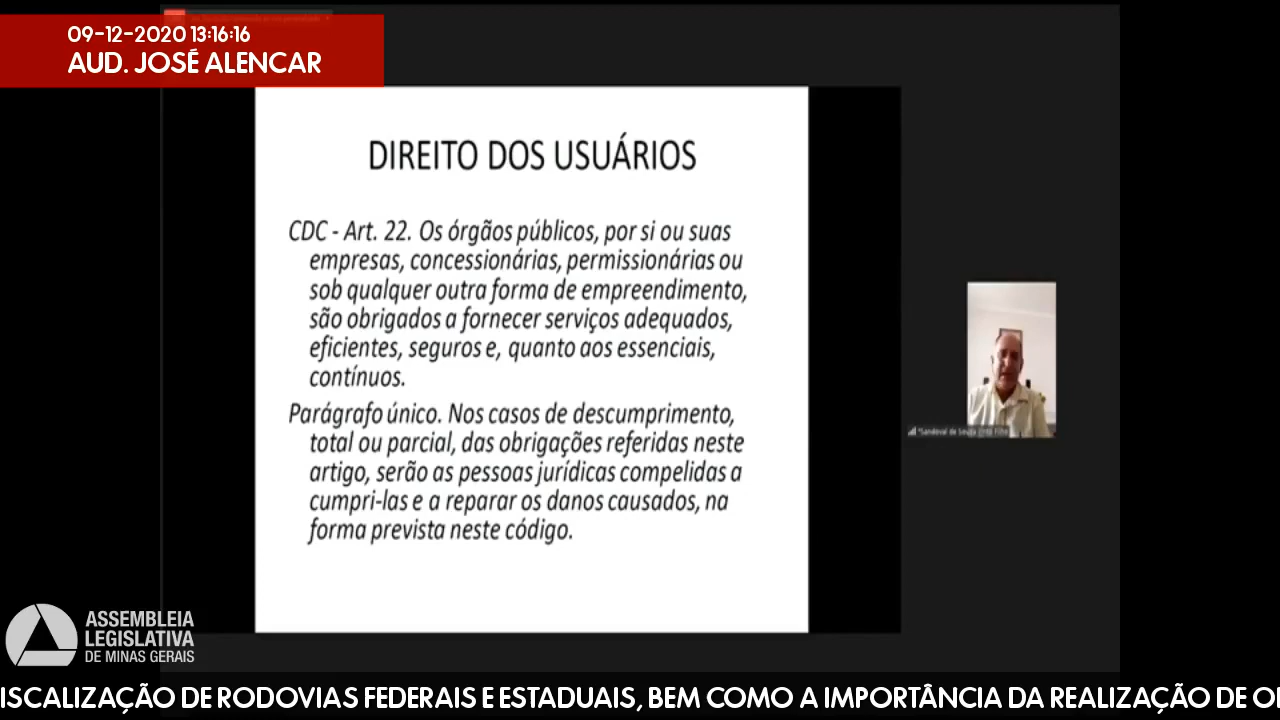 09-12-2020 13:16:16
AUD. JOSÉ ALENCAR
DIREITO DOS USUÁRIOS
CDC - Art. 22. Os órgãos públicos, por si ou suas
empresas, concessionárias, permissionárias ou
sob qualquer outra forma de empreendimento,
são obrigados a fornecer serviços adequados,
eficientes, seguros e, quanto aos essenciais,
contínuos.
Parágrafo único. Nos casos de descumprimento,
total ou parcial, das obrigações referidas neste
artigo, serão as pessoas jurídicas compelidas a
cumpri-las e a reparar os danos causados, na
forma prevista neste código.
*Sandoval de Souza
ASSEMBLEIA
LEGISLATIVA
DE MINAS GERAIS
ISCALIZAÇÃO DE RODOVIAS FEDERAIS E ESTADUAIS, BEM COMO A IMPORTÂNCIA DA REALIZAÇÃO DE